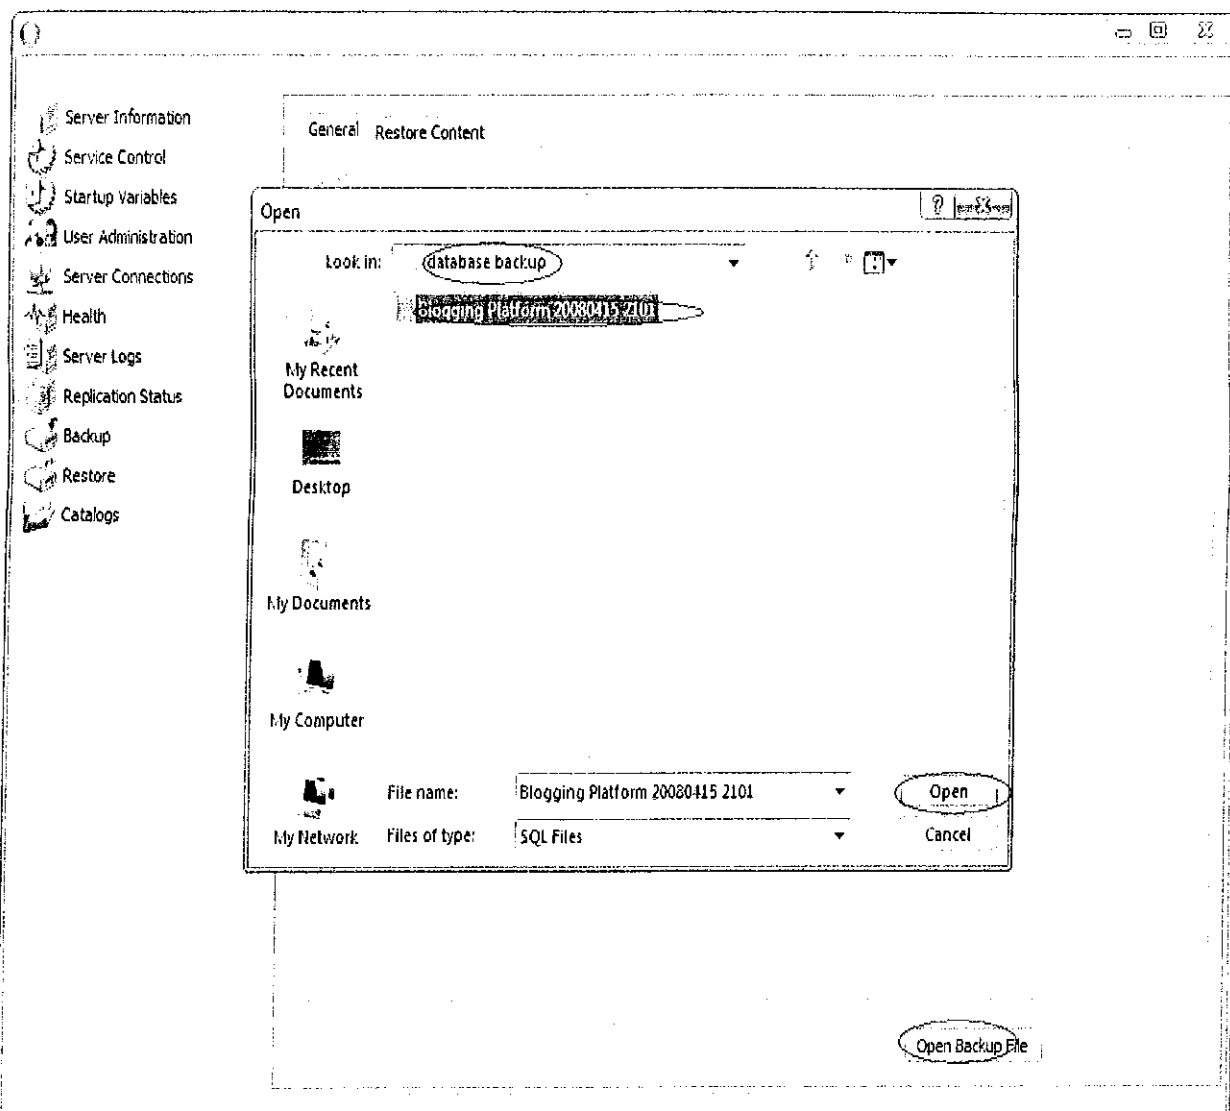 Server Information
Service Control
Startup Variables
User Administration
Server Connections
Health
Server Logs
Replication Status
Backup
Restore
Catalogs
General Restore Content
Open
Look in: database backup
Blogging Platform 20080415 2101
My Recent
Documents
Desktop
My Documents
My Computer
My Network
File name: Blogging Platform 20080415 2101 Open
Files of type: SQL Files Cancel
Open Backup File